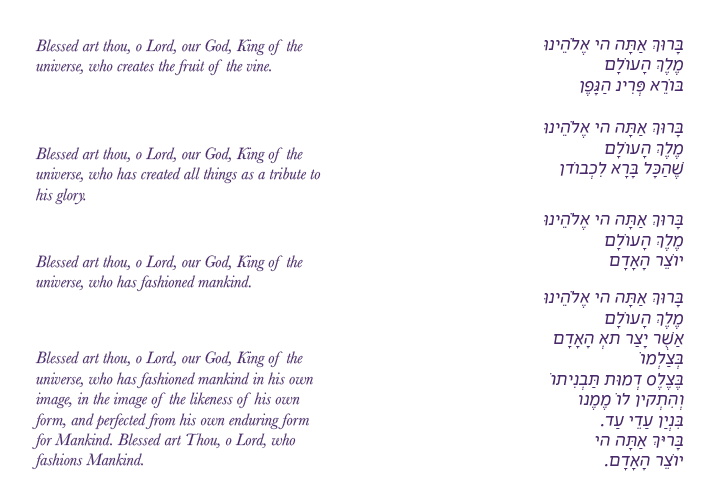 Blessed art thou, o Lord, our God, King of the
universe, who creates the fruit of the vine.
Blessed art thou, o Lord, our God, King of the
universe, who has created all things as a tribute to
his glory.
Blessed art thou, o Lord, our God, King of the
universe, who has fashioned mankind.
Blessed art thou, o Lord, our God, King of the
universe, who has fashioned mankind in his own
image, in the image of the likeness of his own
form, and perfected from his own enduring form
for Mankind. Blessed art Thou, o Lord, who
fashions Mankind.
בָּרוּךְ אַתָּה הי אֱלֹהֵינוּ
מֶלֶךְ הָעוֹלָם
בּוֹרֵא פְּרִינ הַגָּפֶן
בָּרוּךְ אַתָּה הי אֱלֹהֵינוּ
מֶלֶךְ הָעוֹלָם
שֶׁהַכָּל בָּרָא לִכְבוֹדוֹ
בָּרוּךְ אַתָּה הי אֱלֹהֵינוּ
מֶלֶךְ הָעוֹלָם
יוֹצֵר הָאָדָם
בָּרוּךְ אַתָּה הי אֱלֹהֵינוּ
מֶלֶךְ הָעוֹלָם
אַשֶׁר יָצַר תאְ הָאָדָם
בְּצַלְמוֹ
בֱּצֶלֶס דְמוּת תַּבְנִיתוֹ
וְהִתְקִין לוֹ מֶמֶנוּ
בִּנְיַן עַדֵי עַד.
בָּרִיּךְ אַתָּה הי
יוֹצֵר הָאָדָם.